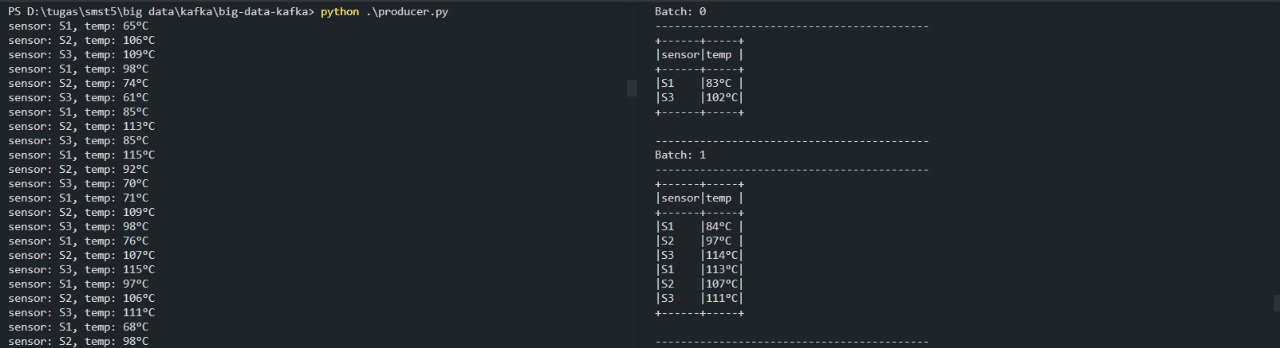 PS D:\tugas\smst5\big data\kafka\big-data-kafka> python .\producer.py
sensor: S1, temp: 65°C
sensor: S2, temp: 106°C
sensor: S3, temp: 109°C
sensor: S1, temp: 98°C
sensor: S2, temp: 74°C
sensor: S3, temp: 61°C
sensor: S1, temp: 85°C
sensor: S2, temp: 113°C
sensor: S3, temp: 85°C
sensor: S1, temp: 115°C
sensor: S2, temp: 92°C
sensor: S3, temp: 70°C
sensor: S1, temp: 71°C
sensor: S2, temp: 109°C
sensor: S3, temp: 98°C
sensor: S1, temp: 76°C
sensor: S2, temp: 107°C
sensor: S3, temp: 115°C
sensor: S1, temp: 97°C
sensor: S2, temp: 106°C
sensor: S3, temp: 111°C
sensor: S1, temp: 68°C
sensor: S2, temp: 98°C
Batch: 0
-------------------------------------------
+------+-----+
|sensor|temp |
+------+-----+
|S1    |83°C |
|S3    |102°C|
+------+-----+
-------------------------------------------
Batch: 1
-------------------------------------------
+------+-----+
|sensor|temp |
+------+-----+
|S1    |84°C |
|S2    |97°C |
|S3    |114°C|
|S1    |113°C|
|S2    |107°C|
|S3    |111°C|
+------+-----+
-------------------------------------------